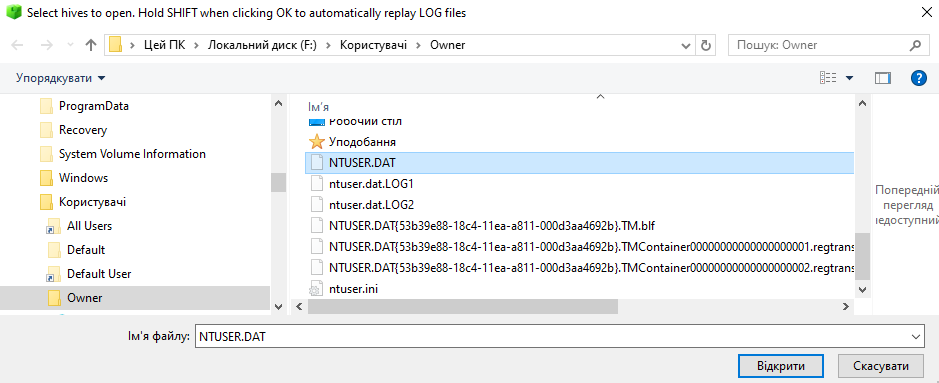 Select hives to open. Hold SHIFT when clicking OK to automatically replay LOG files
Цей ПК > Локальний диск (F:) > Користувачі > Owner
Пошук: Owner
Упорядкувати
ProgramData
Recovery
System Volume Information
Windows
Користувачі
All Users
Default
Default User
Owner
Ім'я
Робочий стіл
Уподобання
NTUSER.DAT
ntuser.dat.LOG1
ntuser.dat.LOG2
NTUSER.DAT{53b39e88-18c4-11ea-a811-000d3aa4692b}.TM.blf
NTUSER.DAT{53b39e88-18c4-11ea-a811-000d3aa4692b}.TMContainer00000000000000000001.regtrans
NTUSER.DAT{53b39e88-18c4-11ea-a811-000d3aa4692b}.TMContainer00000000000000000002.regtrans
ntuser.ini
Попередній
перегляд
недоступний
Ім'я файлу:
NTUSER.DAT
Відкрити
Скасувати